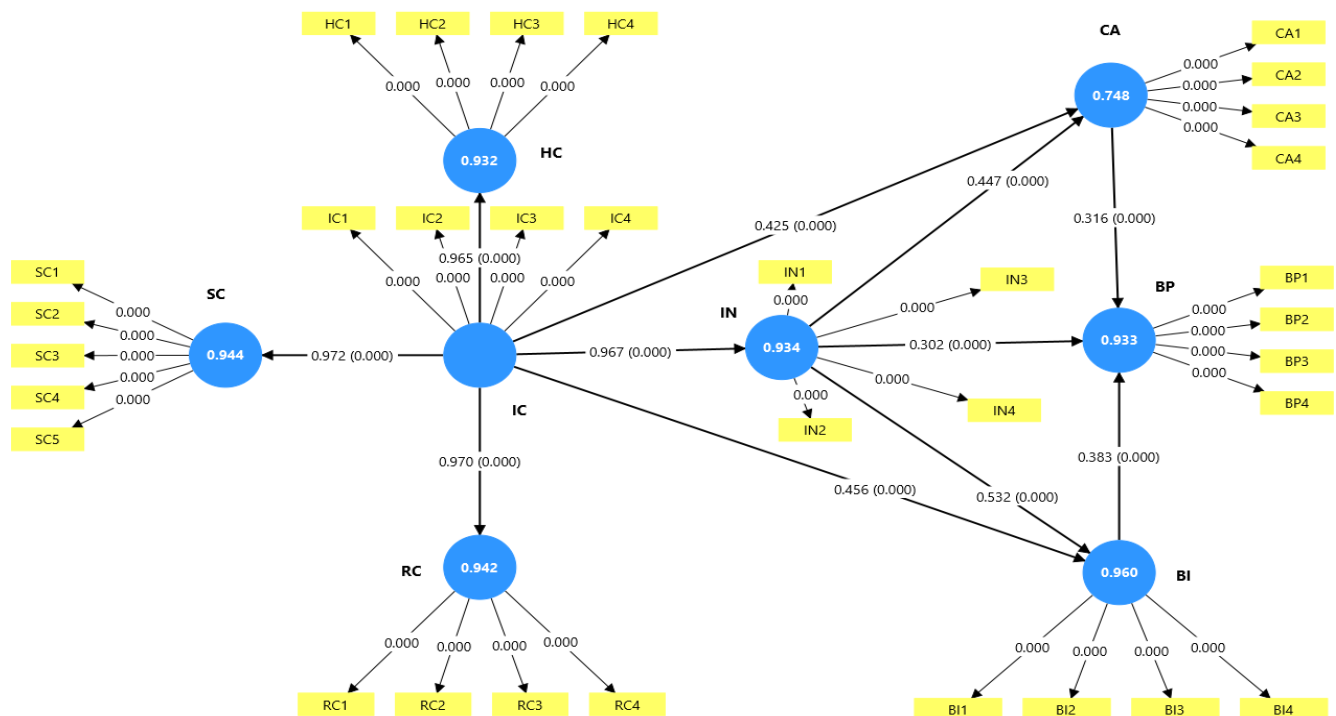 HC1
HC2
HC3
HC4
CA
CA1
CA2
CA3
CA4
0.000
0.000
0.000
0.000
0.000
0.000
0.000
0.000
0.748
0.932
HC
0.447 (0.000)
IC1
IC2
IC3
IC4
0.425 (0.000)
0.316 (0.000)
0.965 (0.000)
0.000
0.000
0.000
0.000
SC1
SC2
SC3
SC4
SC5
SC
0.000
0.000
0.000
0.000
0.000
0.944
0.972 (0.000)
IC
0.967 (0.000)
IN
IN1
IN3
0.000
0.000
0.934
0.302 (0.000)
0.000
0.000
IN4
IN2
BP
BP1
BP2
BP3
BP4
0.000
0.000
0.000
0.000
0.933
0.970 (0.000)
0.456 (0.000)
0.532 (0.000)
0.383 (0.000)
RC
0.942
0.960
BI
0.000
0.000
0.000
0.000
0.000
0.000
0.000
0.000
RC1
RC2
RC3
RC4
BI1
BI2
BI3
BI4